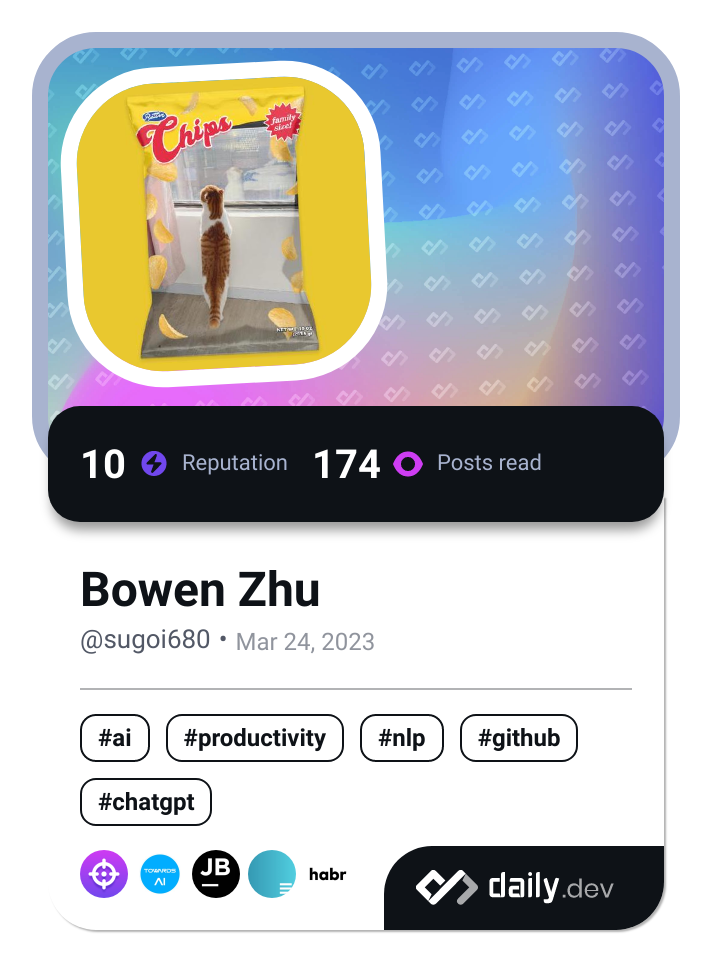 Chips
family
size!
10 Reputation 174 Posts read
Bowen Zhu
@sugoi680 • Mar 24, 2023
#ai #productivity #nlp #github
#chatgpt
TOWARDS
AI
JB
habr
daily.dev